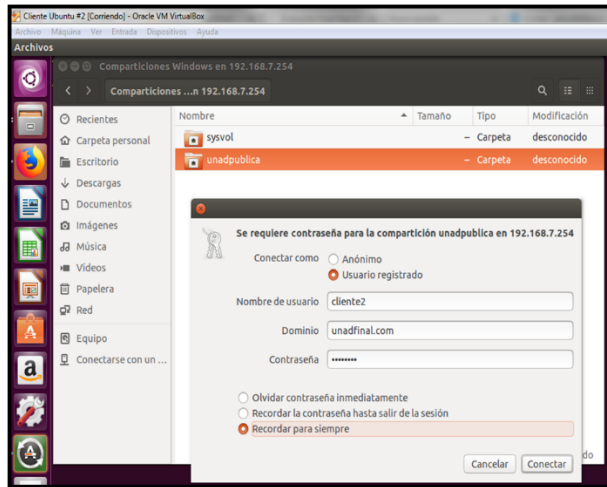 Cliente Ubuntu #2 [Corriendo] - Oracle VM VirtualBox
Archivo Máquina Ver Entrada Dispositivos Ayuda
Archivos
Comparticiones Windows en 192.168.7.254
Comparticiones ...n 192.168.7.254
Nombre Tamaño Tipo Modificación
Recientes
Carpeta personal
Escritorio
Descargas
Documentos
Imágenes
Música
Vídeos
Papelera
Red
Equipo
Conectarse con un ...
sysvol – Carpeta desconocido
unadpublica – Carpeta desconocido
Se requiere contraseña para la compartición unadpublica en 192.168.7.254
Conectar como Anónimo
Usuario registrado
Nombre de usuario cliente2
Dominio unadfinal.com
Contraseña ••••••••
Olvidar contraseña inmediatamente
Recordar la contraseña hasta salir de la sesión
Recordar para siempre
Cancelar Conectar